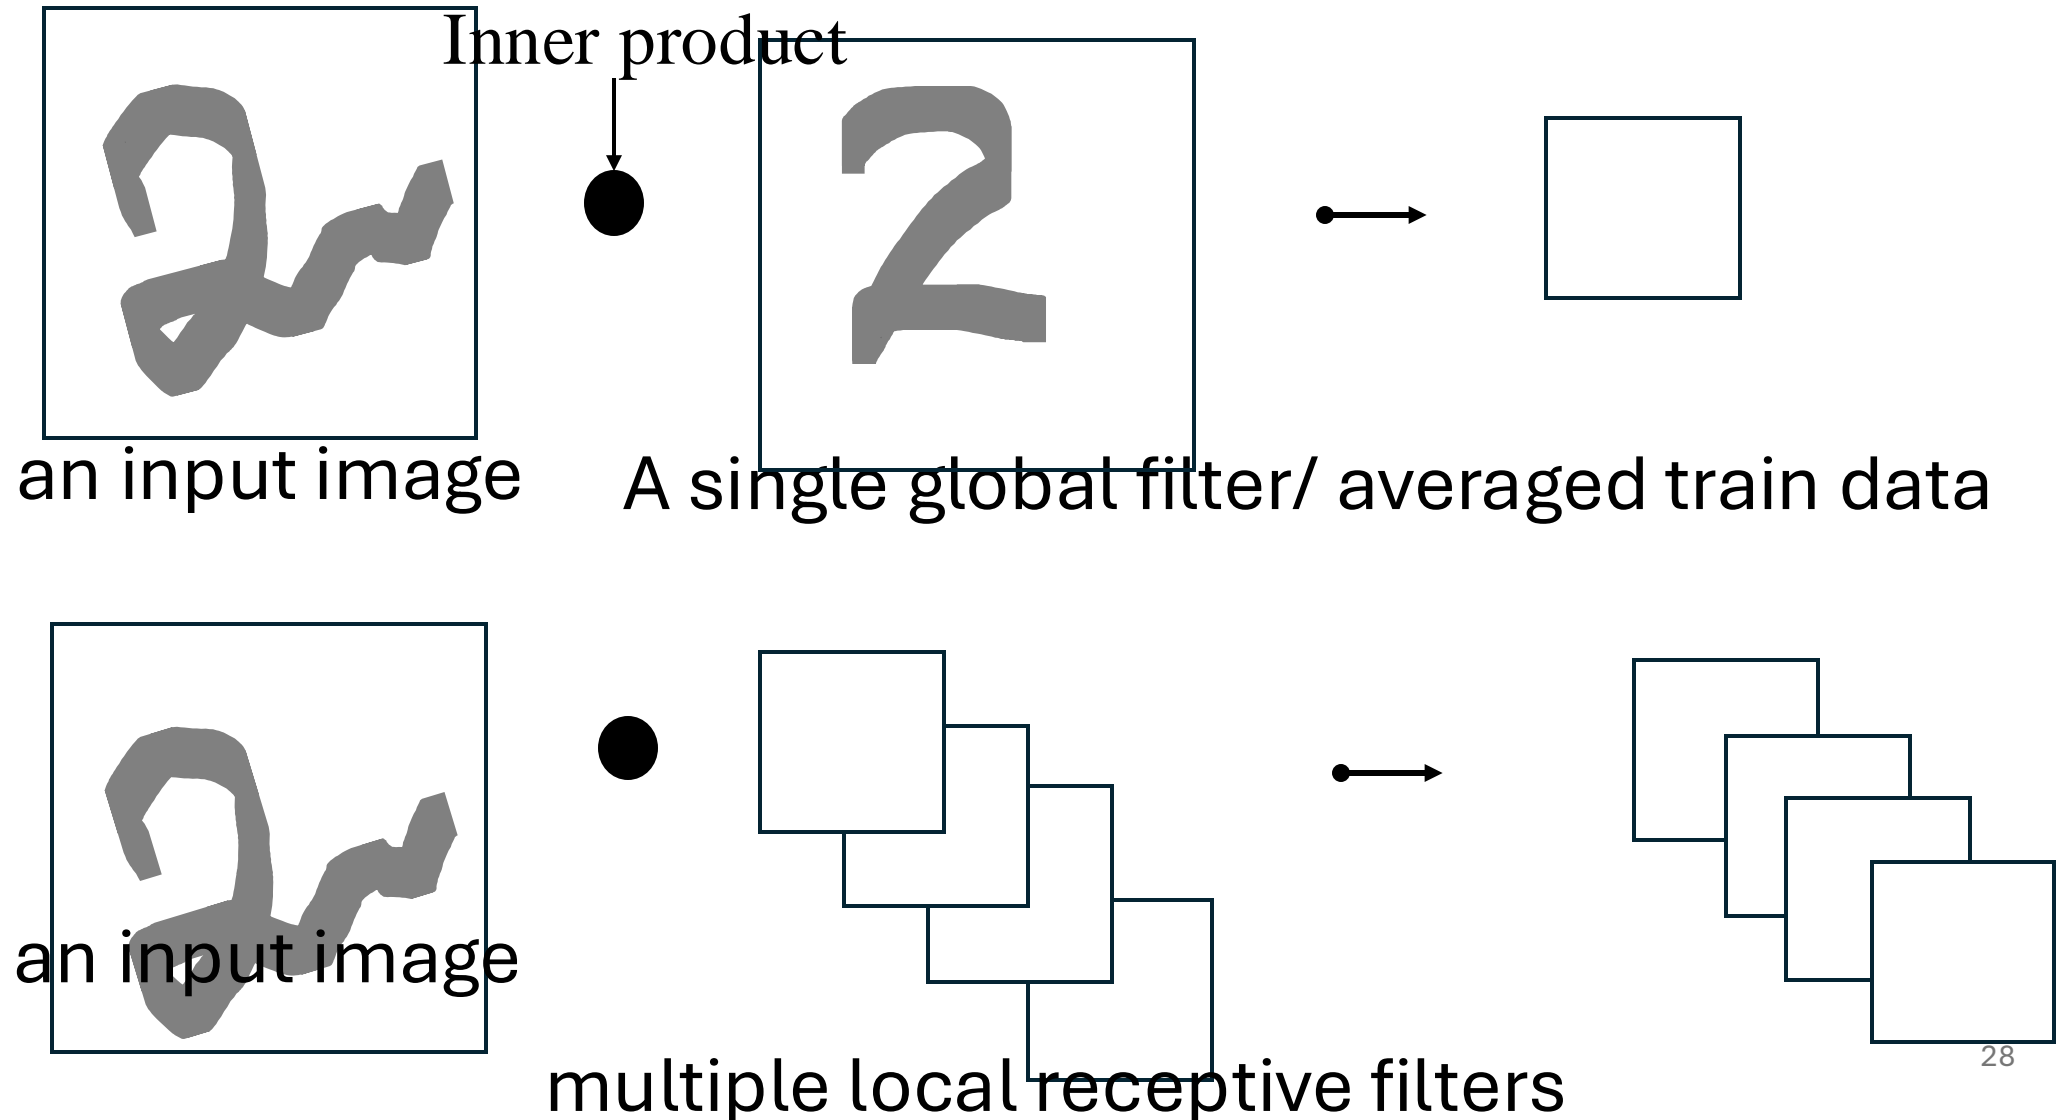 Inner product
an input image
A single global filter/ averaged train data
an input image
multiple local receptive filters
28